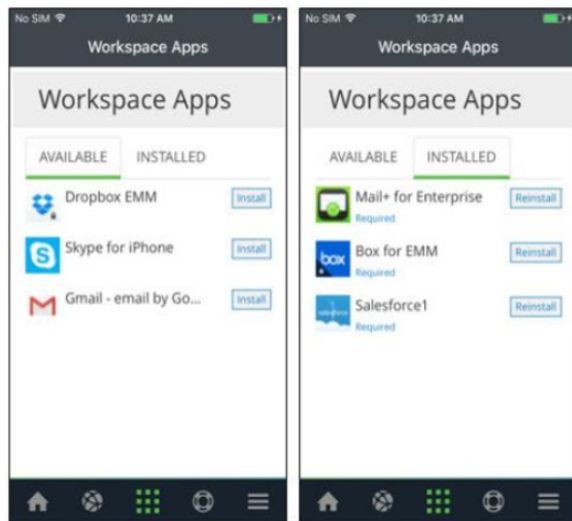 No SIM 10:37 AM
Workspace Apps
Workspace Apps
AVAILABLE INSTALLED
Dropbox EMM Install
Skype for iPhone Install
Gmail - email by Go... Install
No SIM 10:37 AM
Workspace Apps
Workspace Apps
AVAILABLE INSTALLED
Mail+ for Enterprise Reinstall
Required
box
Box for EMM Reinstall
Required
salesforce
Salesforce1 Reinstall
Required